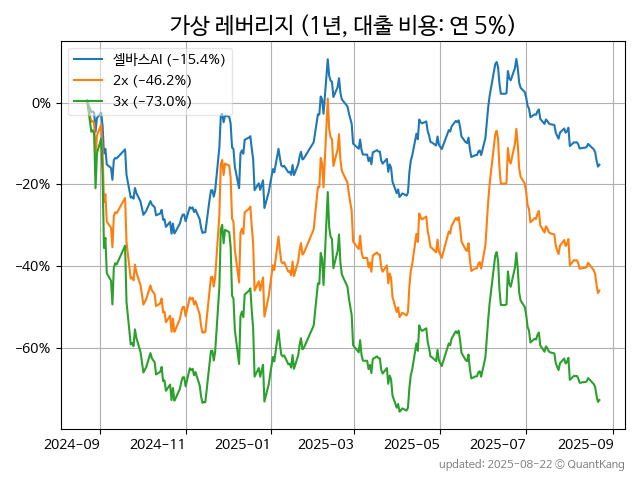 가상 레버리지 (1년, 대출 비용: 연 5%)
셀바스AI (−15.4%)
2x (−46.2%)
3x (−73.0%)
0%
−20%
−40%
−60%
2024-09 2024-11 2025-01 2025-03 2025-05 2025-07 2025-09
updated: 2025-08-22 © QuantKang